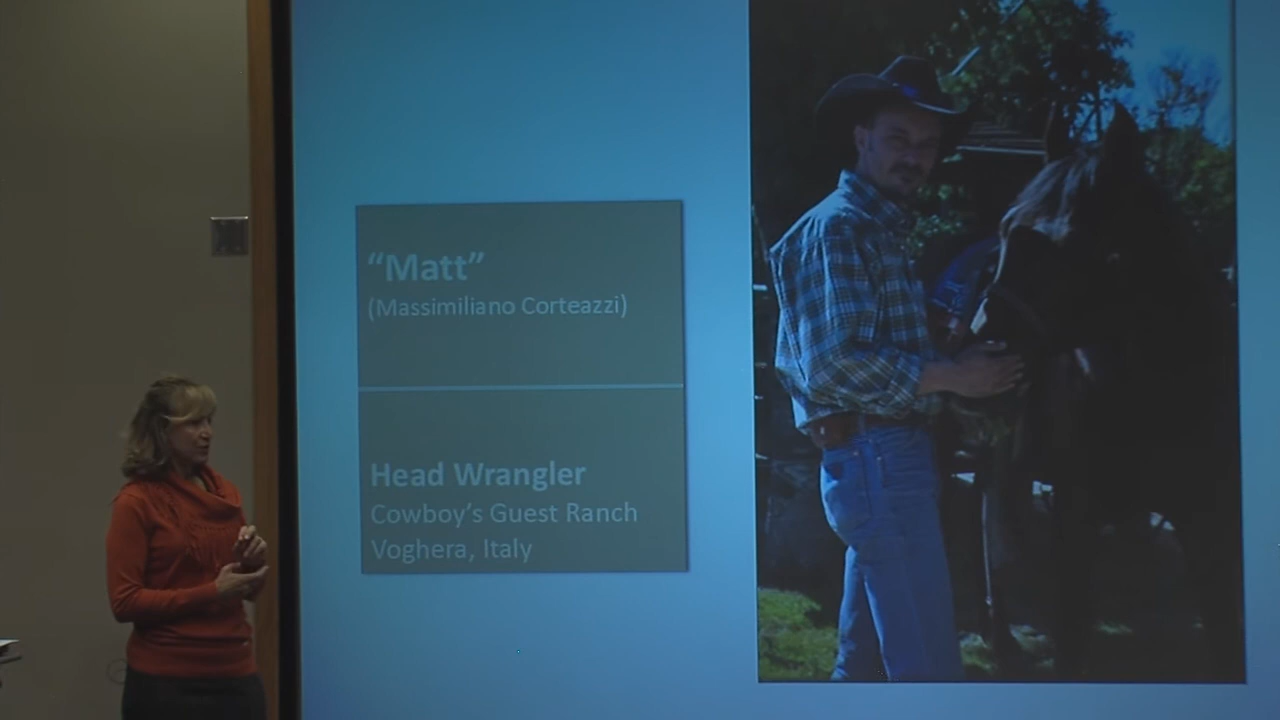 “Matt”
(Massimiliano Corteazzi)
Head Wrangler
Cowboy’s Guest Ranch
Voghera, Italy